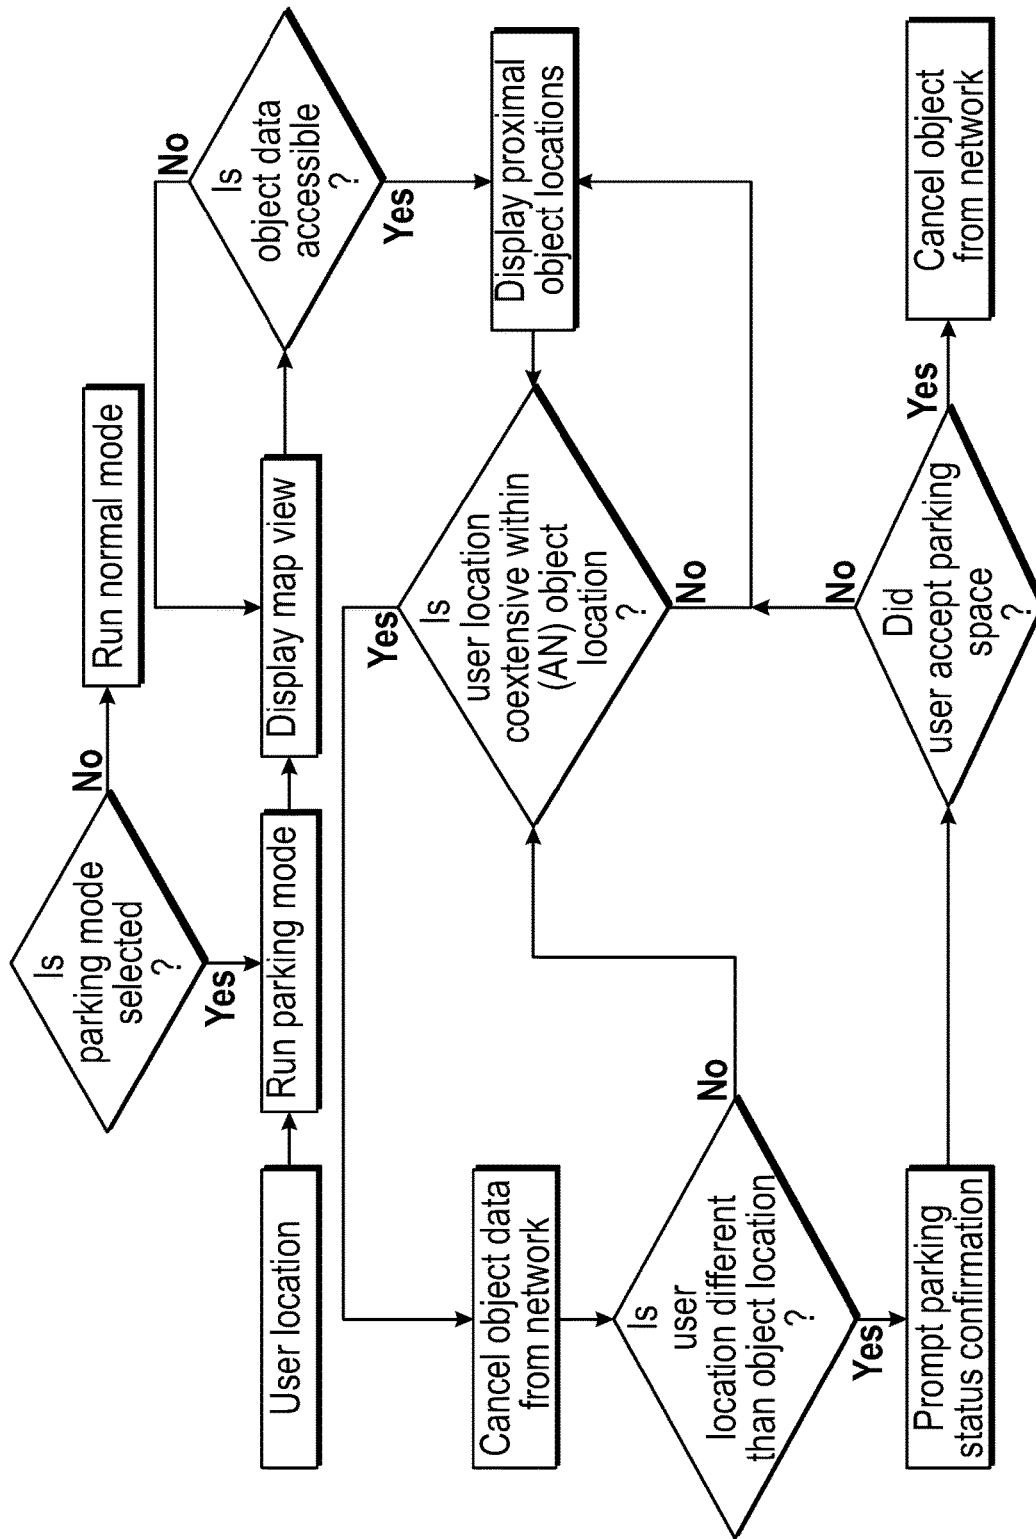 Is
parking mode
selected
?
No
Run normal mode
Yes
User location
Run parking mode
Display map view
Is
object data
accessible
?
No
Yes
Cancel object data
from network
Yes
Is
user location
coextensive within
(AN) object
location
?
No
Display proximal
object locations
Is
user
location different
than object location
?
No
Yes
Prompt parking
status confirmation
No
Did
user accept parking
space
?
Yes
Cancel object
from network